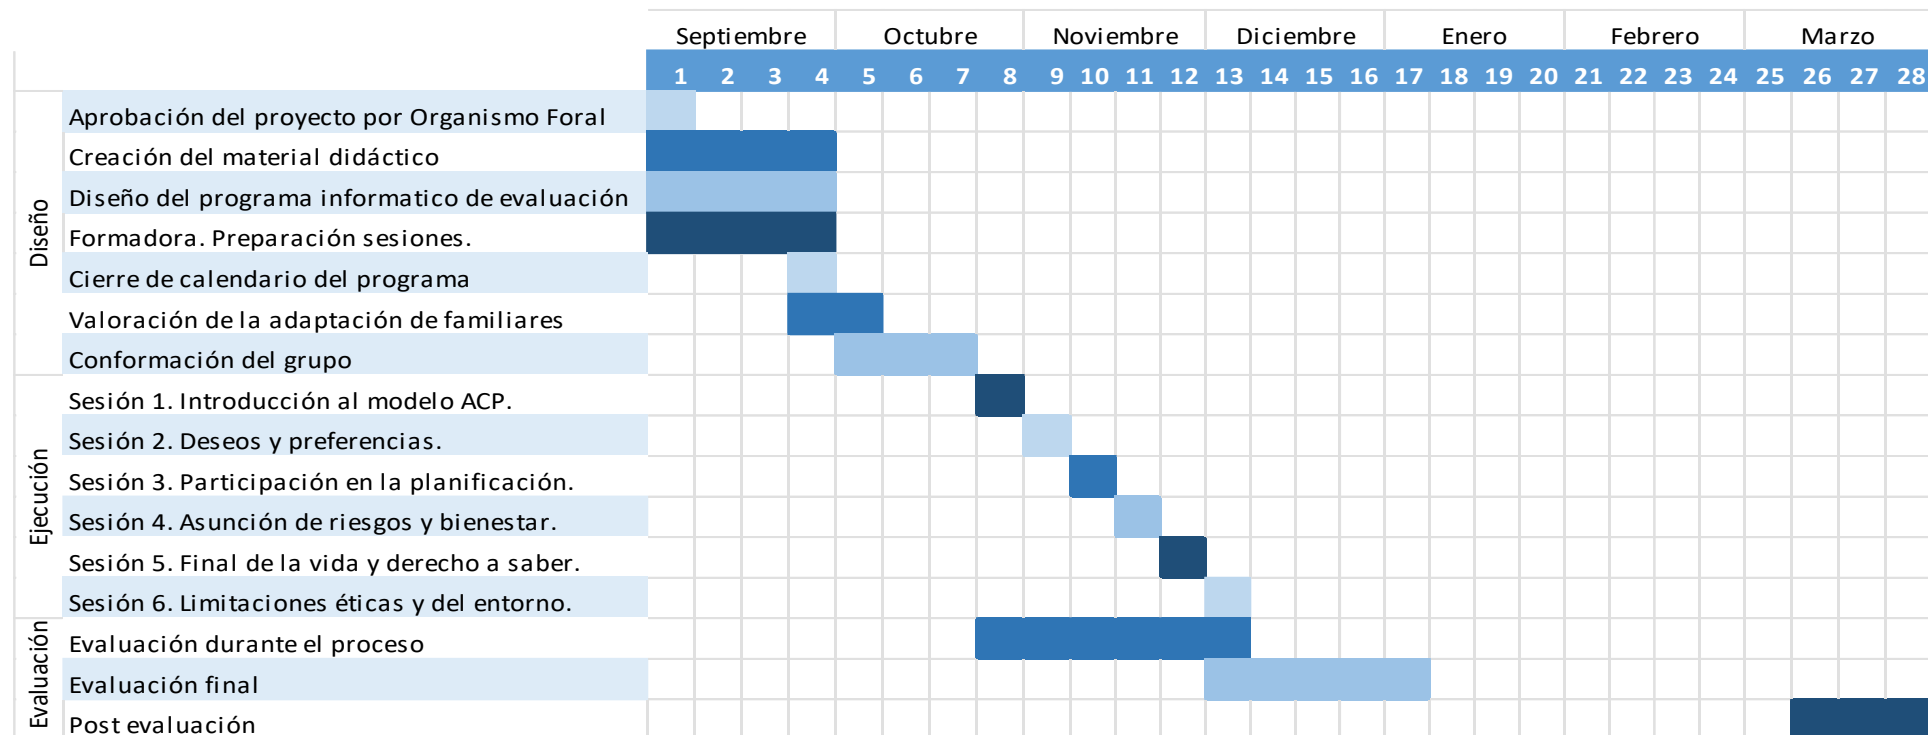 Septiembre Octubre Noviembre Diciembre Enero Febrero Marzo
1 2 3 4 5 6 7 8 9 10 11 12 13 14 15 16 17 18 19 20 21 22 23 24 25 26 27 28
Diseño
Aprobación del proyecto por Organismo Foral
Creación del material didáctico
Diseño del programa informatico de evaluación
Formadora. Preparación sesiones.
Cierre de calendario del programa
Valoración de la adaptación de familiares
Conformación del grupo
Ejecución
Sesión 1. Introducción al modelo ACP.
Sesión 2. Deseos y preferencias.
Sesión 3. Participación en la planificación.
Sesión 4. Asunción de riesgos y bienestar.
Sesión 5. Final de la vida y derecho a saber.
Sesión 6. Limitaciones éticas y del entorno.
Evaluación
Evaluación durante el proceso
Evaluación final
Post evaluación